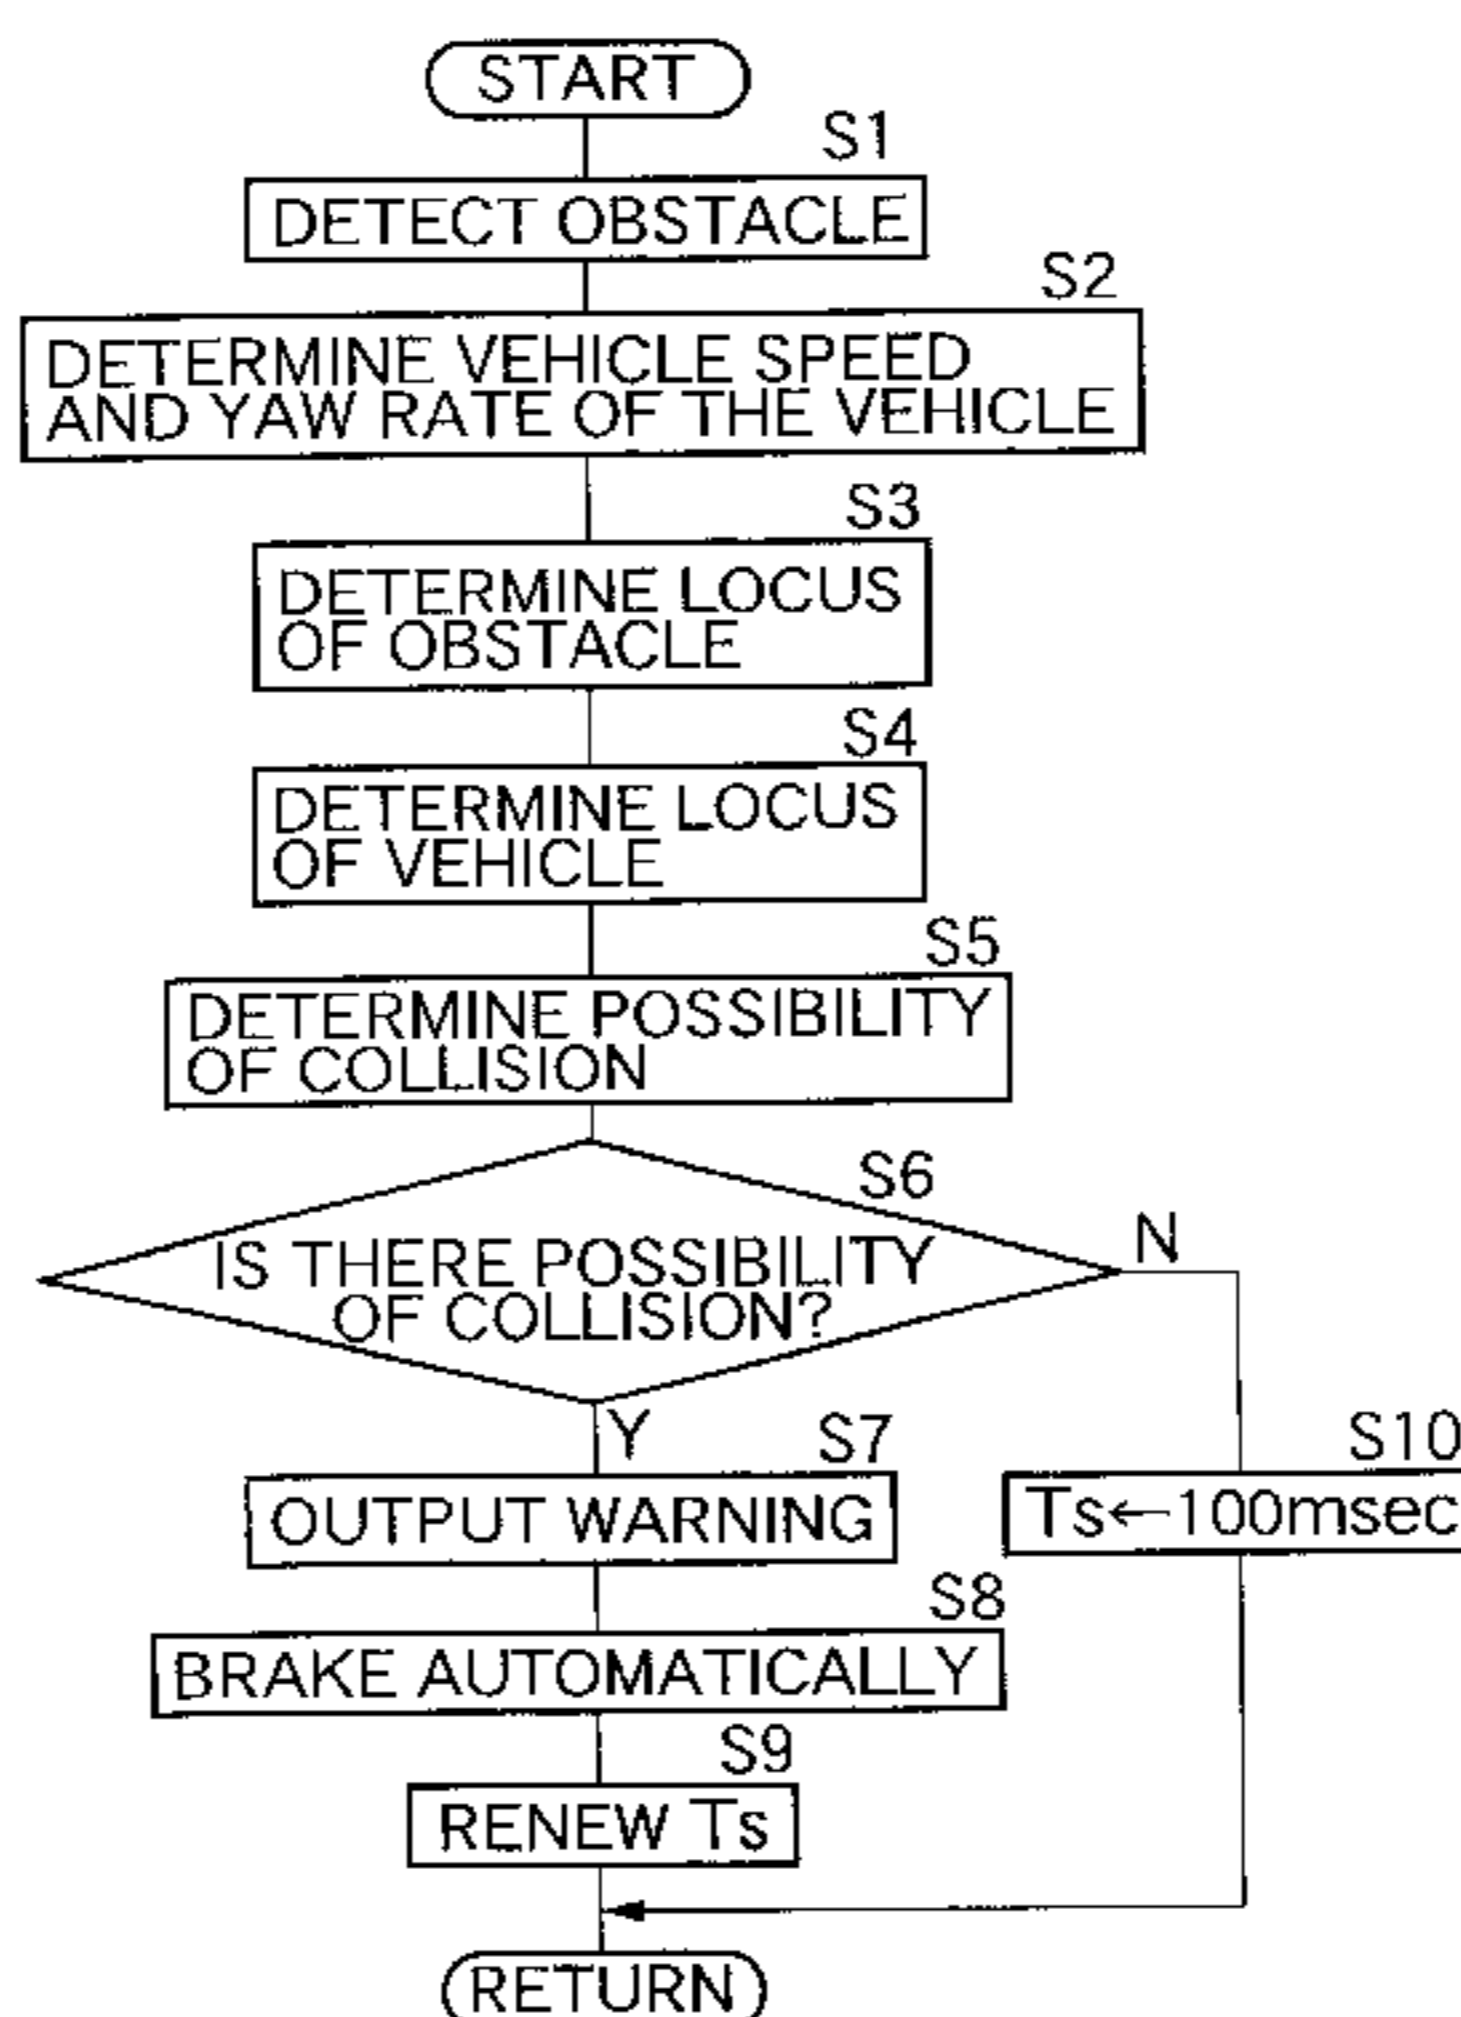 START
S1
DETECT OBSTACLE
S2
DETERMINE VEHICLE SPEED
AND YAW RATE OF THE VEHICLE
S3
DETERMINE LOCUS
OF OBSTACLE
S4
DETERMINE LOCUS
OF VEHICLE
S5
DETERMINE POSSIBILITY
OF COLLISION
S6
IS THERE POSSIBILITY
OF COLLISION?
N
Y
S7
OUTPUT WARNING
S10
Ts←100msec
S8
BRAKE AUTOMATICALLY
S9
RENEW Ts
RETURN